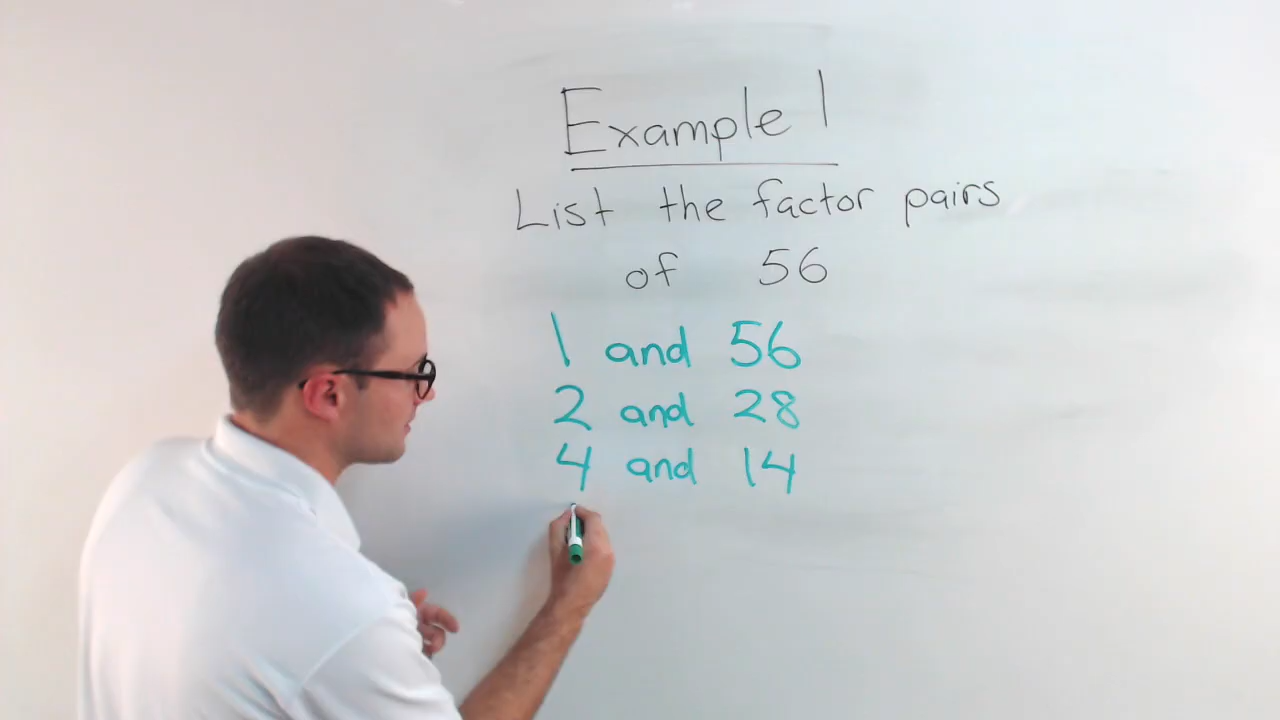 Example 1
List the factor pairs
of 56
1 and 56
2 and 28
4 and 14